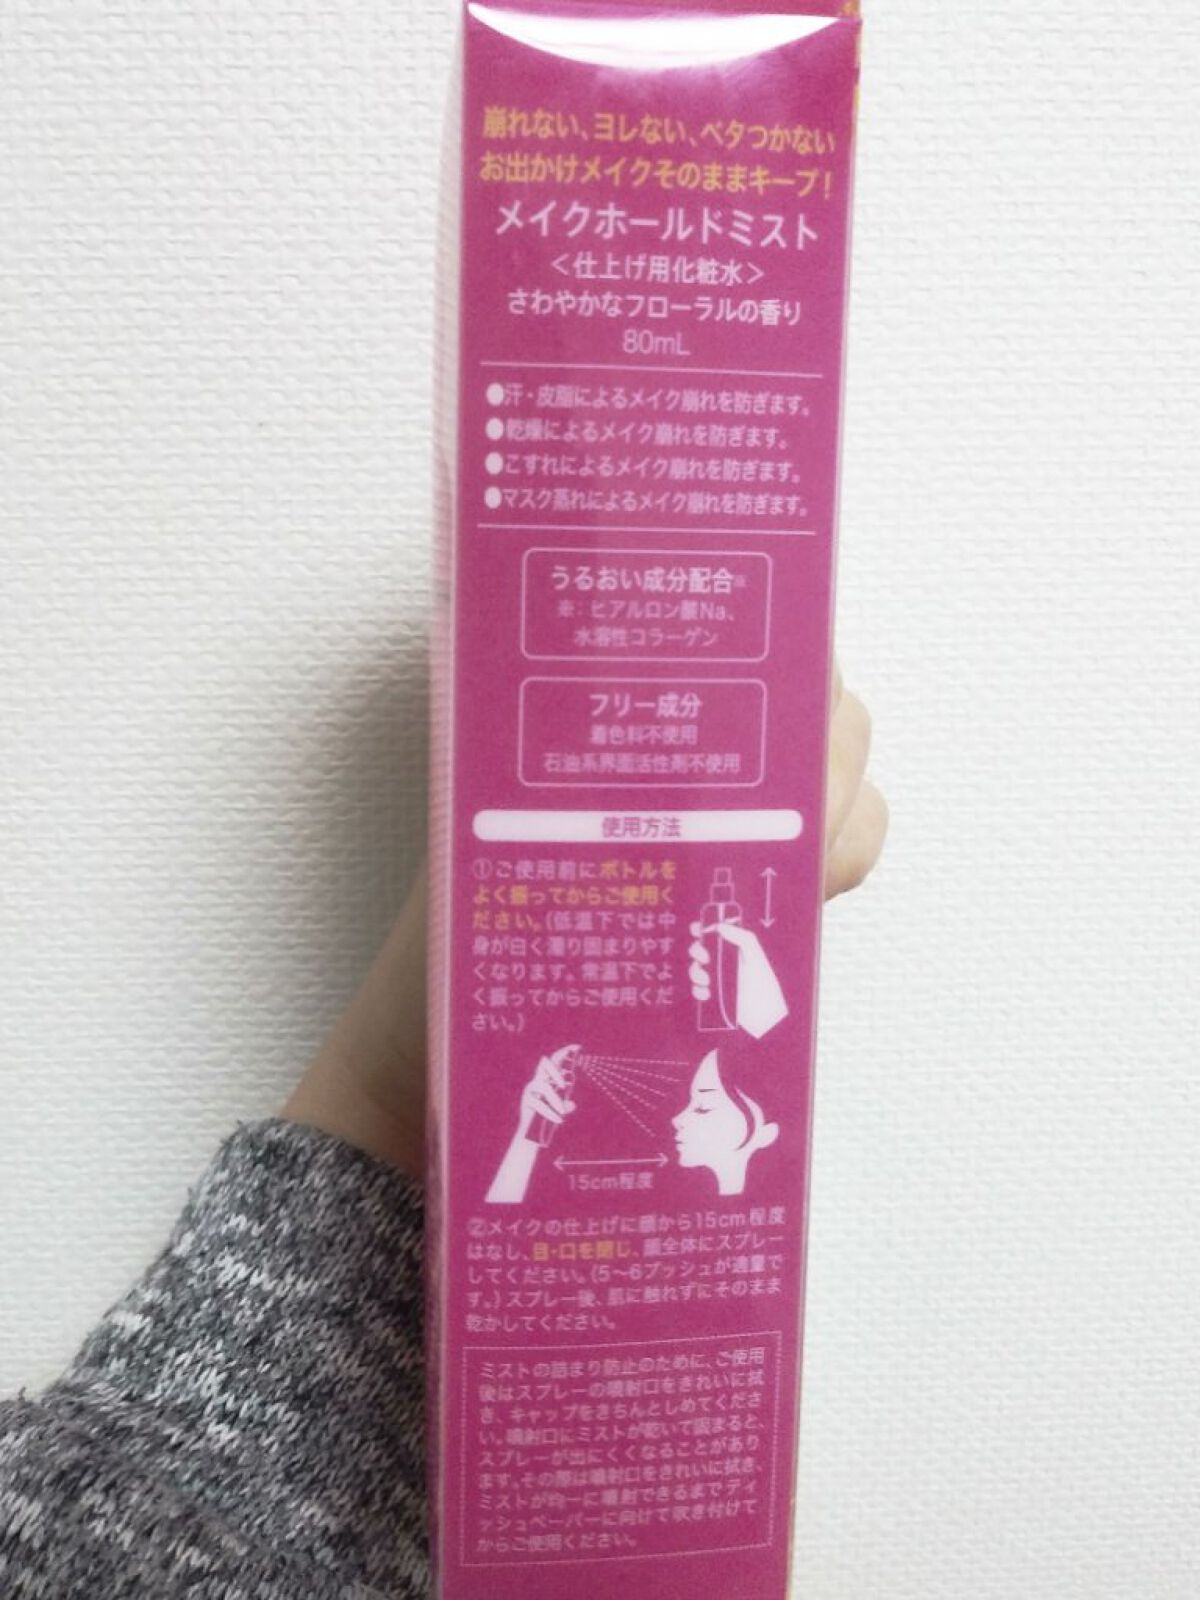 崩れない、ヨレない、ベタつかない
お出かけメイクそのままキープ!
メイクホールドミスト
＜仕上げ用化粧水＞
さわやかなフローラルの香り
80mL
●汗・皮脂によるメイク崩れを防ぎます。
●乾燥によるメイク崩れを防ぎます。
●こすれによるメイク崩れを防ぎます。
●マスク蒸れによるメイク崩れを防ぎます。
うるおい成分配合※
※：ヒアルロン酸Na、
水溶性コラーゲン
フリー成分
着色料不使用
石油系界面活性剤不使用
使用方法
①ご使用前にボトルを
よく振ってからご使用く
ださい。(低温下では中
身が白く濁り固まりやす
くなります。常温下でよ
く振ってからご使用くだ
さい。)
15cm程度
②メイクの仕上げに顔から15cm程度
はなし、目・口を閉じ、顔全体にスプレー
してください。(5〜6プッシュが適量で
す。)スプレー後、肌に触れずにそのまま
乾かしてください。
ミストの詰まり防止のために、ご使用
後はスプレーの噴射口をきれいに拭
き、キャップをきちんとしめてくださ
い。噴射口にミストが乾いて固まると、
スプレーが出にくくなることがあり
ます。その際は噴射口をきれいに拭き、
ミストが均一に噴射できるまでティ
ッシュペーパーに向けて吹き付けて
からご使用ください。